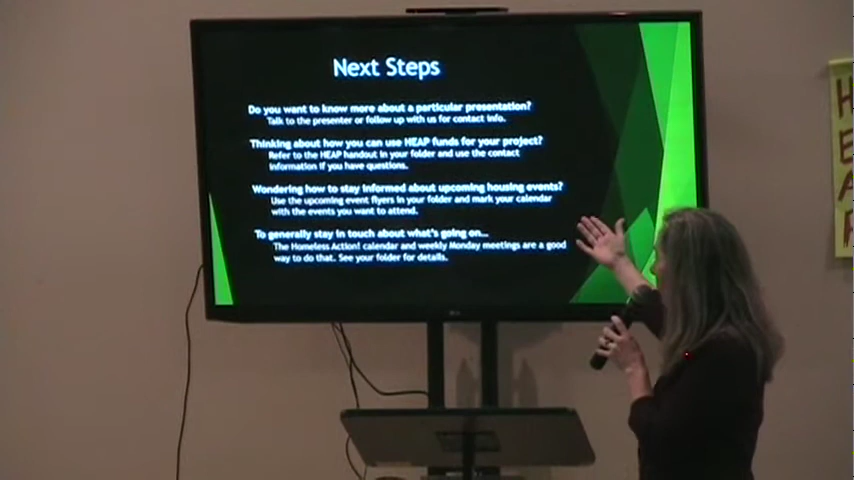 Next Steps
Do you want to know more about a particular presentation?
Talk to the presenter or follow up with us for contact info.
Thinking about how you can use HEAP funds for your project?
Refer to the HEAP handout in your folder and use the contact
information if you have questions.
Wondering how to stay informed about upcoming housing events?
Use the upcoming event flyers in your folder and mark your calendar
with the events you want to attend.
To generally stay in touch about what's going on...
The Homeless Action! calendar and weekly Monday meetings are a good
way to do that. See your folder for details.
LG
H
E
A